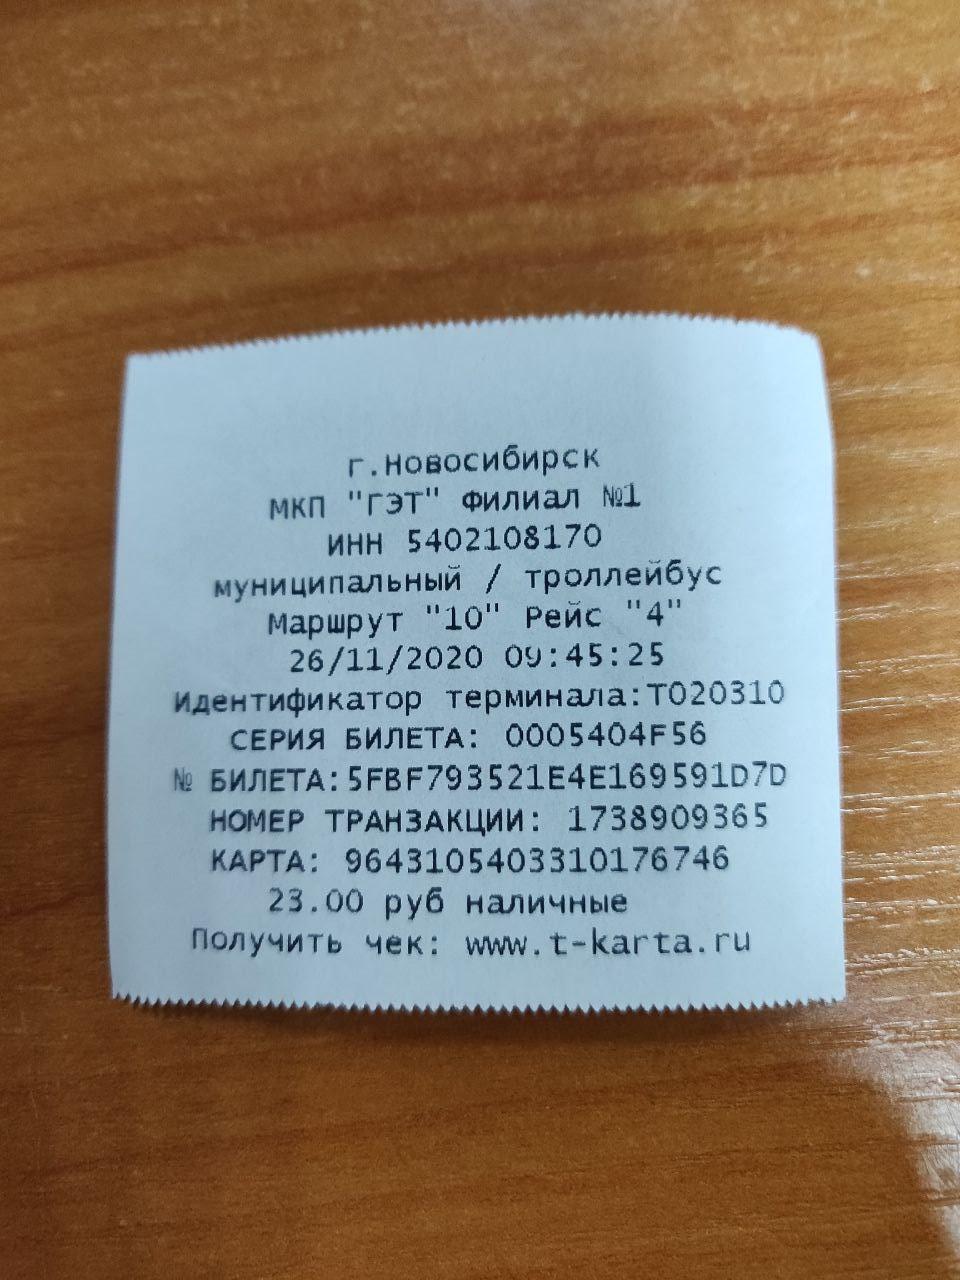 г.Новосибирск
МКП "ГЭТ" Филиал №1
ИНН 5402108170
муниципальный / троллейбус
Маршрут "10" Рейс "4"
26/11/2020 09:45:25
Идентификатор терминала:T020310
СЕРИЯ БИЛЕТА: 0005404F56
№ БИЛЕТА:5FBF793521E4E169591D7D
НОМЕР ТРАНЗАКЦИИ: 1738909365
КАРТА: 96431054033310176746
23.00 руб наличные
Получить чек: www.t-karta.ru